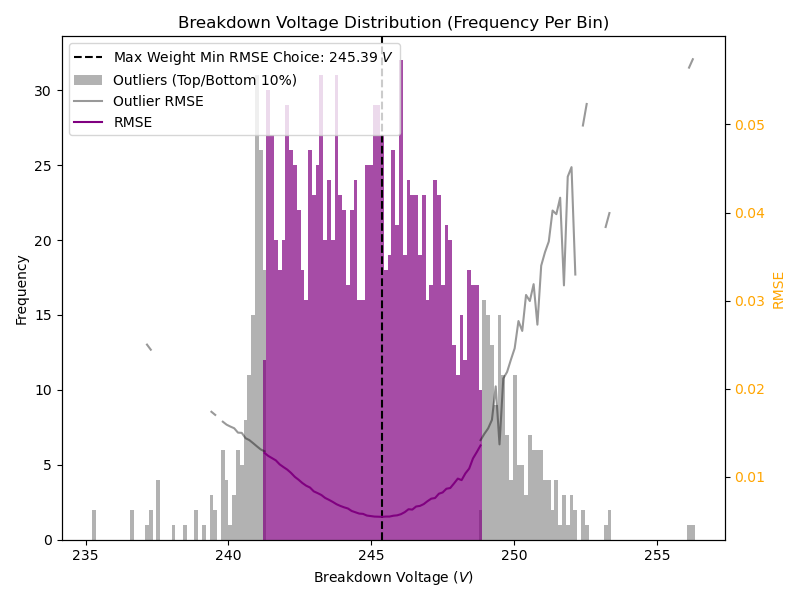 Breakdown Voltage Distribution (Frequency Per Bin)
Max Weight Min RMSE Choice: 245.39 V
Outliers (Top/Bottom 10%)
Outlier RMSE
RMSE
30
25
20
15
10
5
0
Frequency
0.05
0.04
0.03
0.02
0.01
RMSE
235
240
245
250
255
Breakdown Voltage (V)